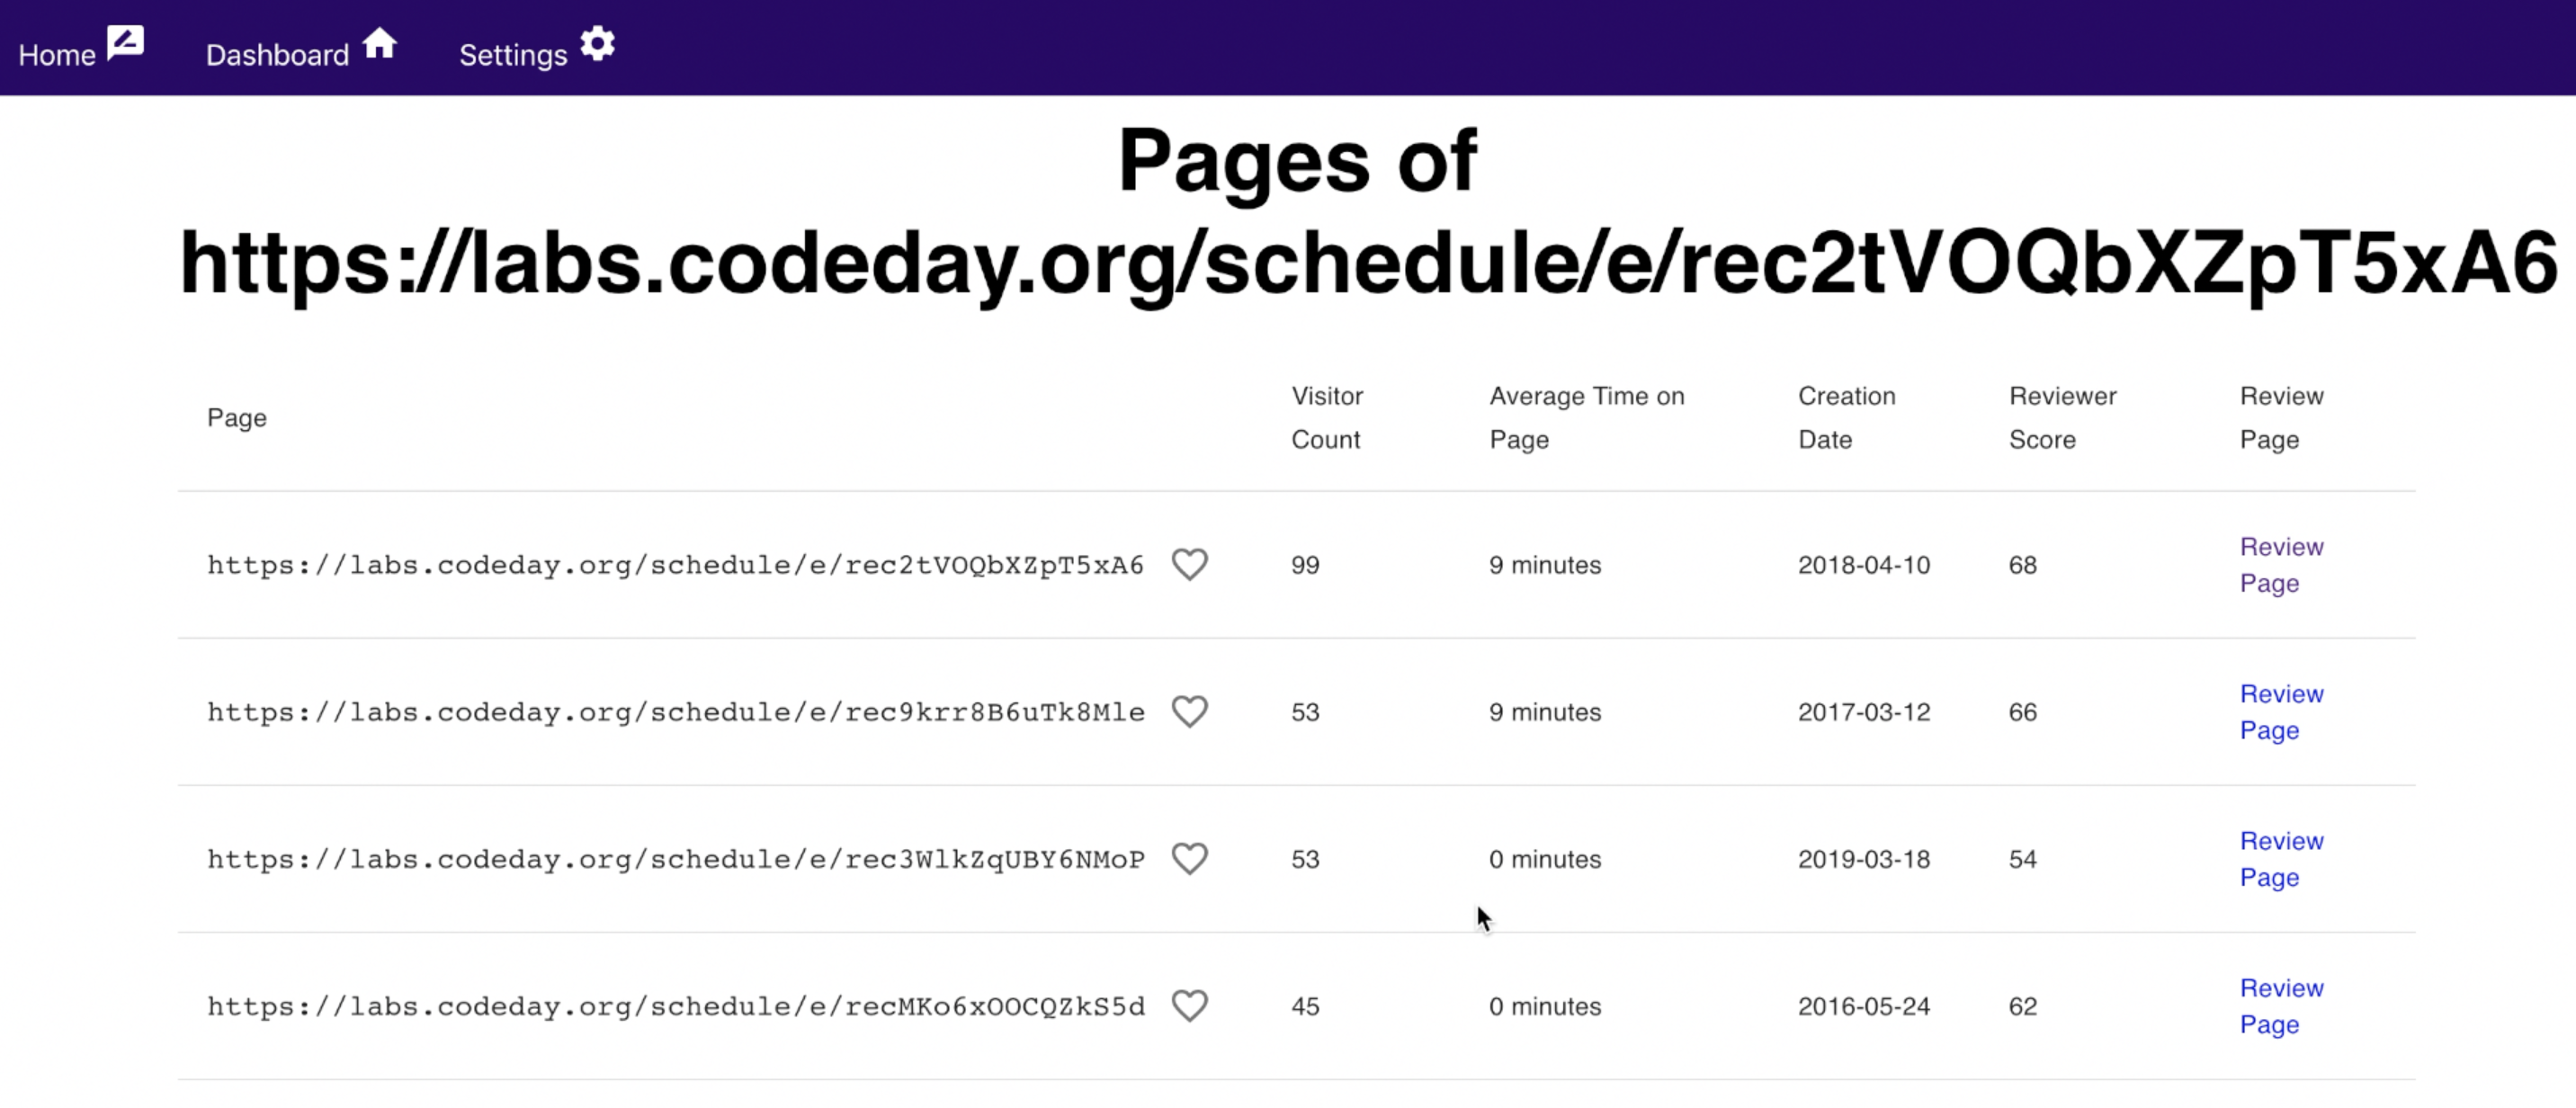 Home Dashboard Settings
Pages of
https://labs.codeday.org/schedule/e/rec2tVOQbXZpT5xA6
Page Visitor Count Average Time on Page Creation Date Reviewer Score Review Page
https://labs.codeday.org/schedule/e/rec2tVOQbXZpT5xA6 99 9 minutes 2018-04-10 68 Review Page
https://labs.codeday.org/schedule/e/rec9krr8B6uTk8Mle 53 9 minutes 2017-03-12 66 Review Page
https://labs.codeday.org/schedule/e/rec3WlkZqUBY6NMoP 53 0 minutes 2019-03-18 54 Review Page
https://labs.codeday.org/schedule/e/recMKo6xOOCQZkS5d 45 0 minutes 2016-05-24 62 Review Page